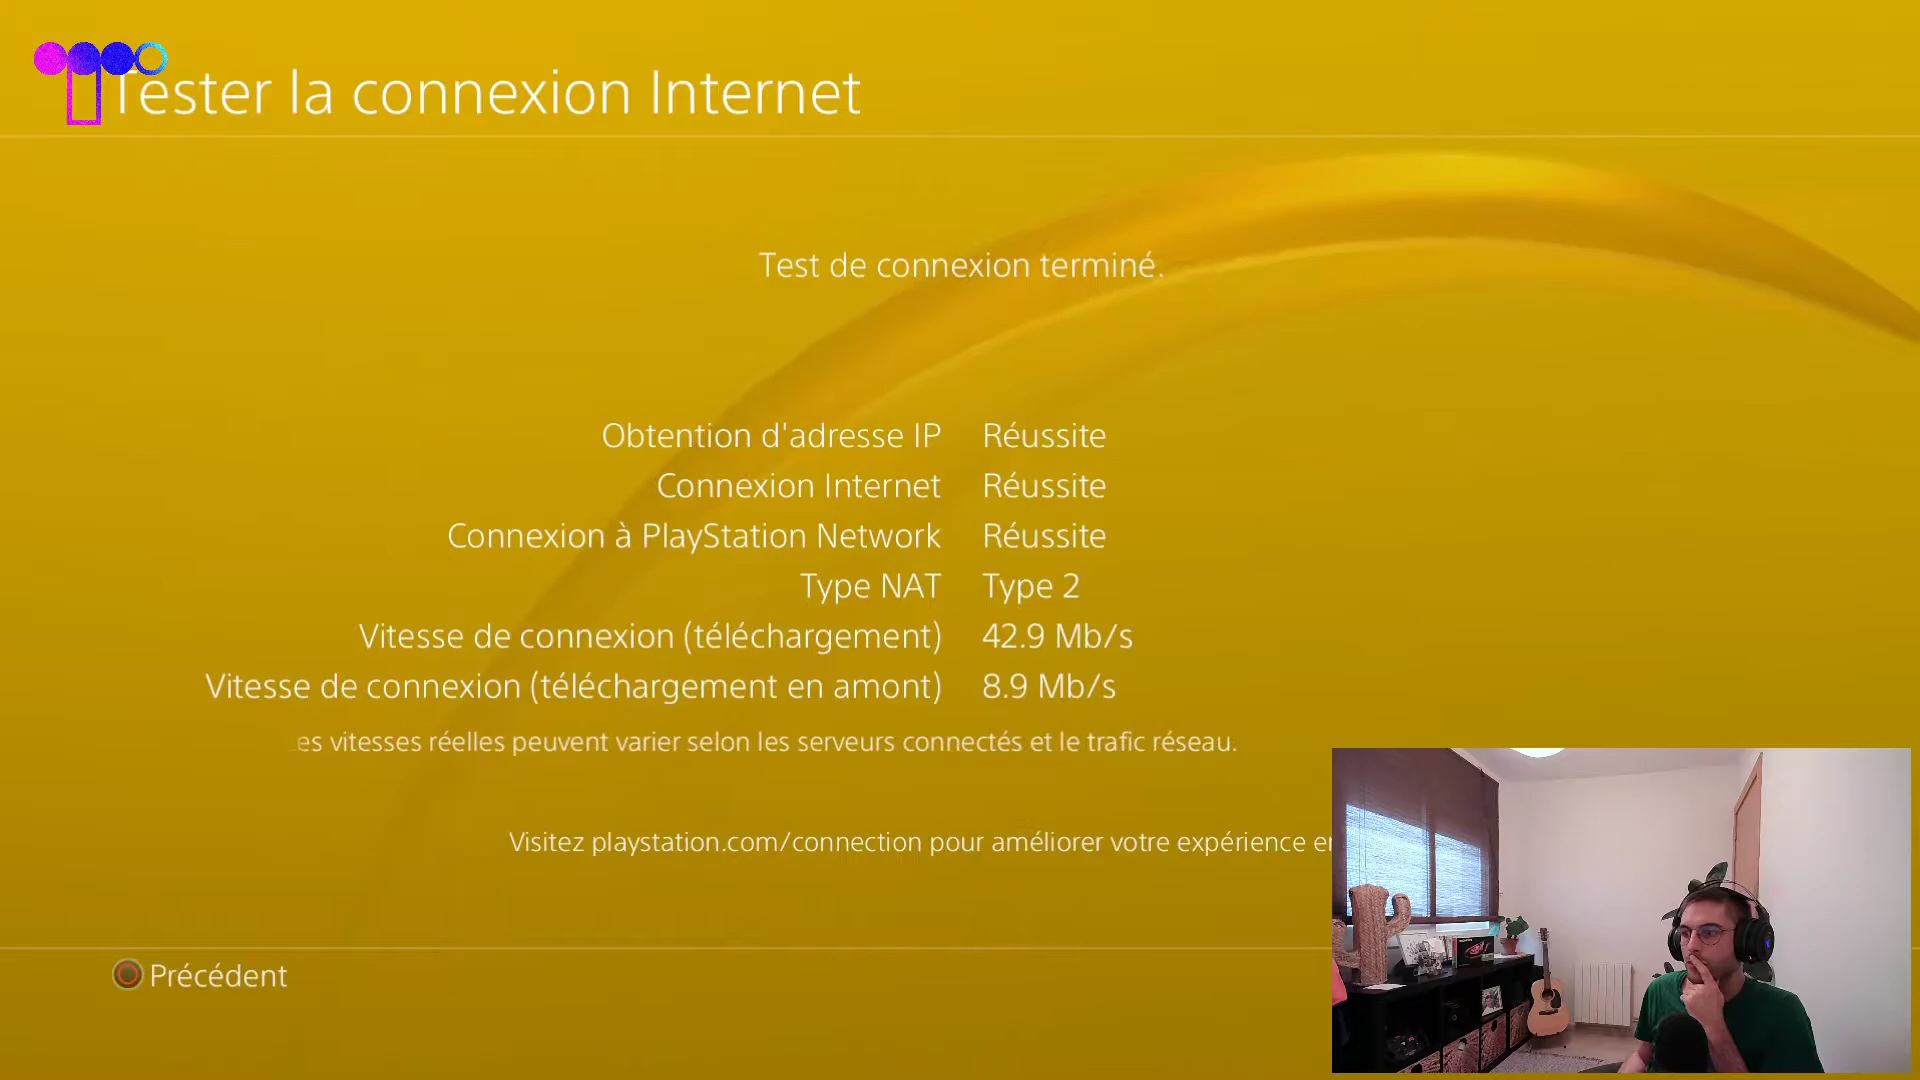 Tester la connexion Internet
Test de connexion terminé.
Obtention d'adresse IP Réussite
Connexion Internet Réussite
Connexion à PlayStation Network Réussite
Type NAT Type 2
Vitesse de connexion (téléchargement) 42.9 Mb/s
Vitesse de connexion (téléchargement en amont) 8.9 Mb/s
es vitesses réelles peuvent varier selon les serveurs connectés et le trafic réseau.
Visitez playstation.com/connection pour améliorer votre expérience
Précédent